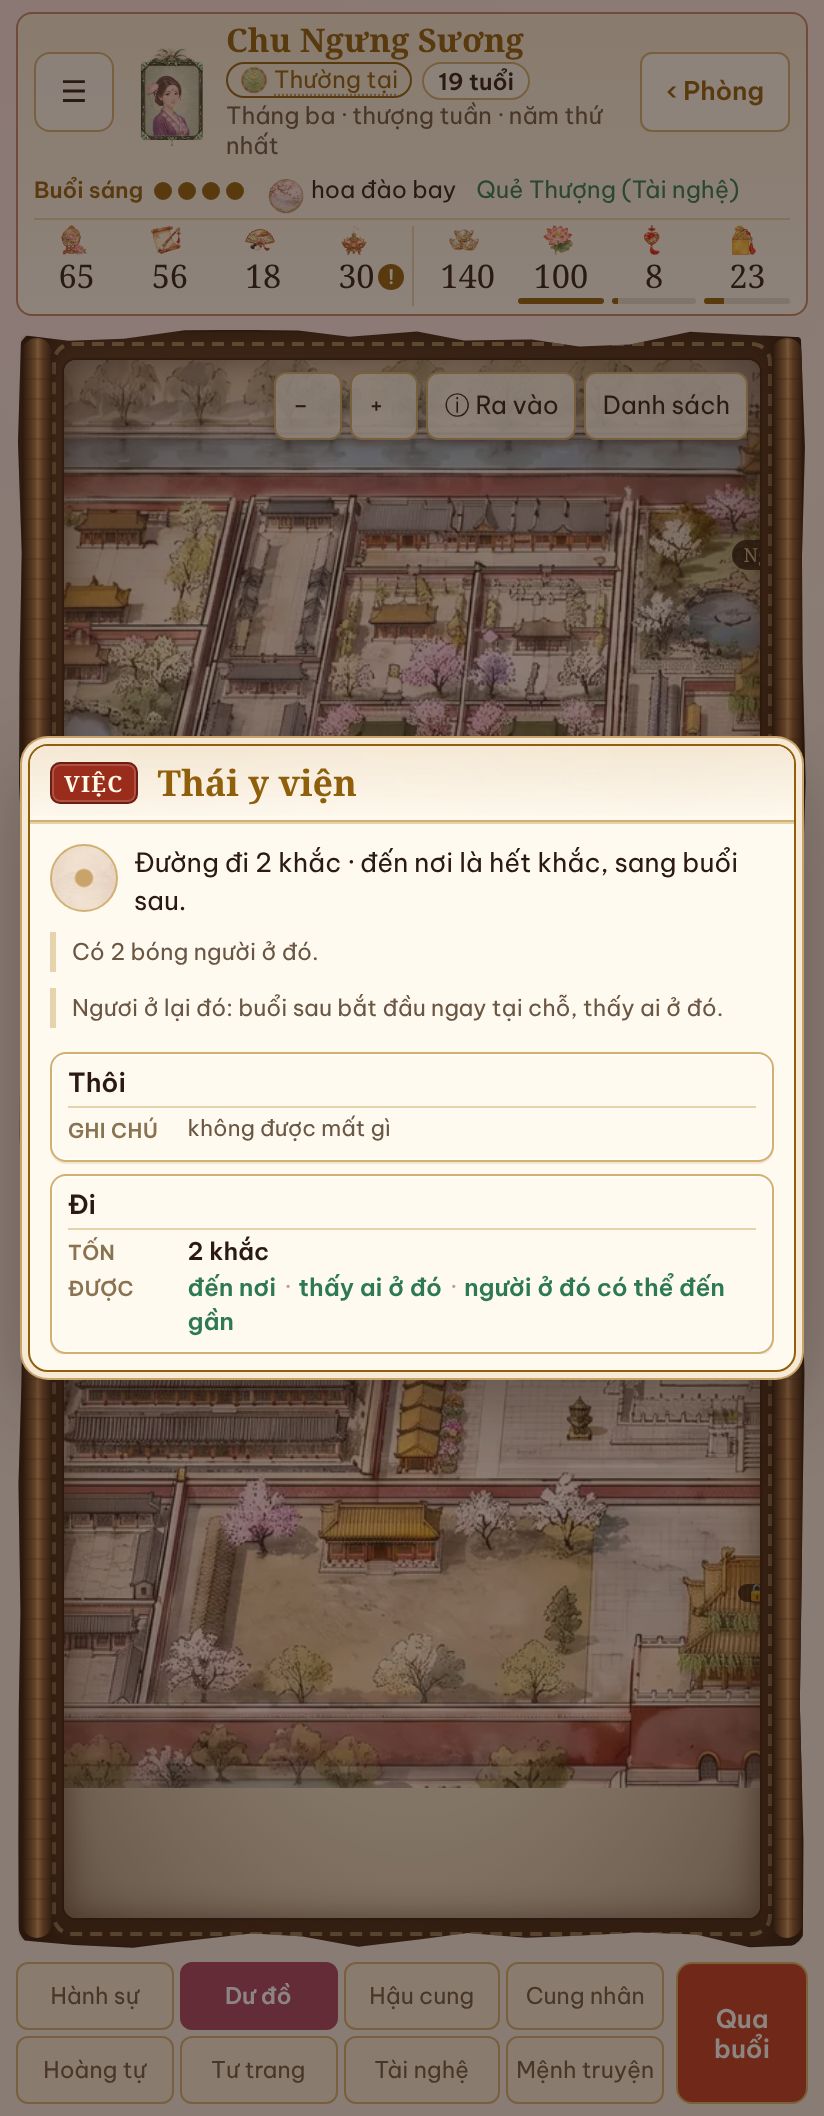 Chu Ngưng Sương
☰
Thường tại
19 tuổi
‹ Phòng
Tháng ba · thượng tuần · năm thứ
nhất
Buổi sáng
hoa đào bay
Quẻ Thượng (Tài nghệ)
65 56 18 30 ! 140 100 8 23
− + ⓘ Ra vào Danh sách
VIỆC Thái y viện
Đường đi 2 khắc · đến nơi là hết khắc, sang buổi
sau.
Có 2 bóng người ở đó.
Ngươi ở lại đó: buổi sau bắt đầu ngay tại chỗ, thấy ai ở đó.
Thôi
GHI CHÚ không được mất gì
Đi
TỐN 2 khắc
ĐƯỢC đến nơi · thấy ai ở đó · người ở đó có thể đến
gần
Hành sự Dư đồ Hậu cung Cung nhân
Qua
buổi
Hoàng tự Tư trang Tài nghệ Mệnh truyện